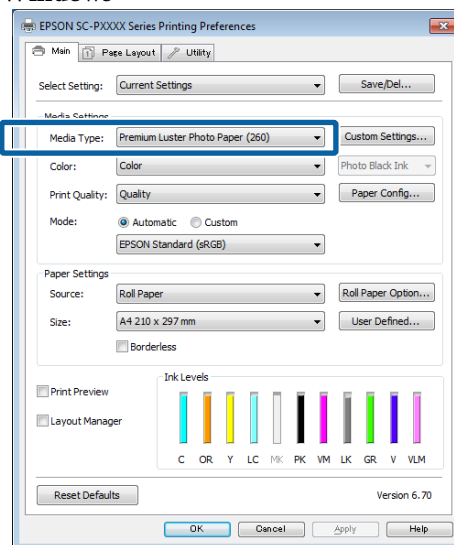 EPSON SC-PXXXX Series Printing Preferences
Main Page Layout Utility
Select Setting: Current Settings Save/Del...
Media Settings
Media Type: Premium Luster Photo Paper (260) Custom Settings...
Color: Color Photo Black Ink
Print Quality: Quality Paper Config...
Mode: Automatic Custom
EPSON Standard (sRGB)
Paper Settings
Source: Roll Paper Roll Paper Option...
Size: A4 210 x 297 mm User Defined...
Borderless
Ink Levels
Print Preview
Layout Manager
C OR Y LC MK PK VM LK GR V VLM
Reset Defaults Version 6.70
OK Cancel Apply Help